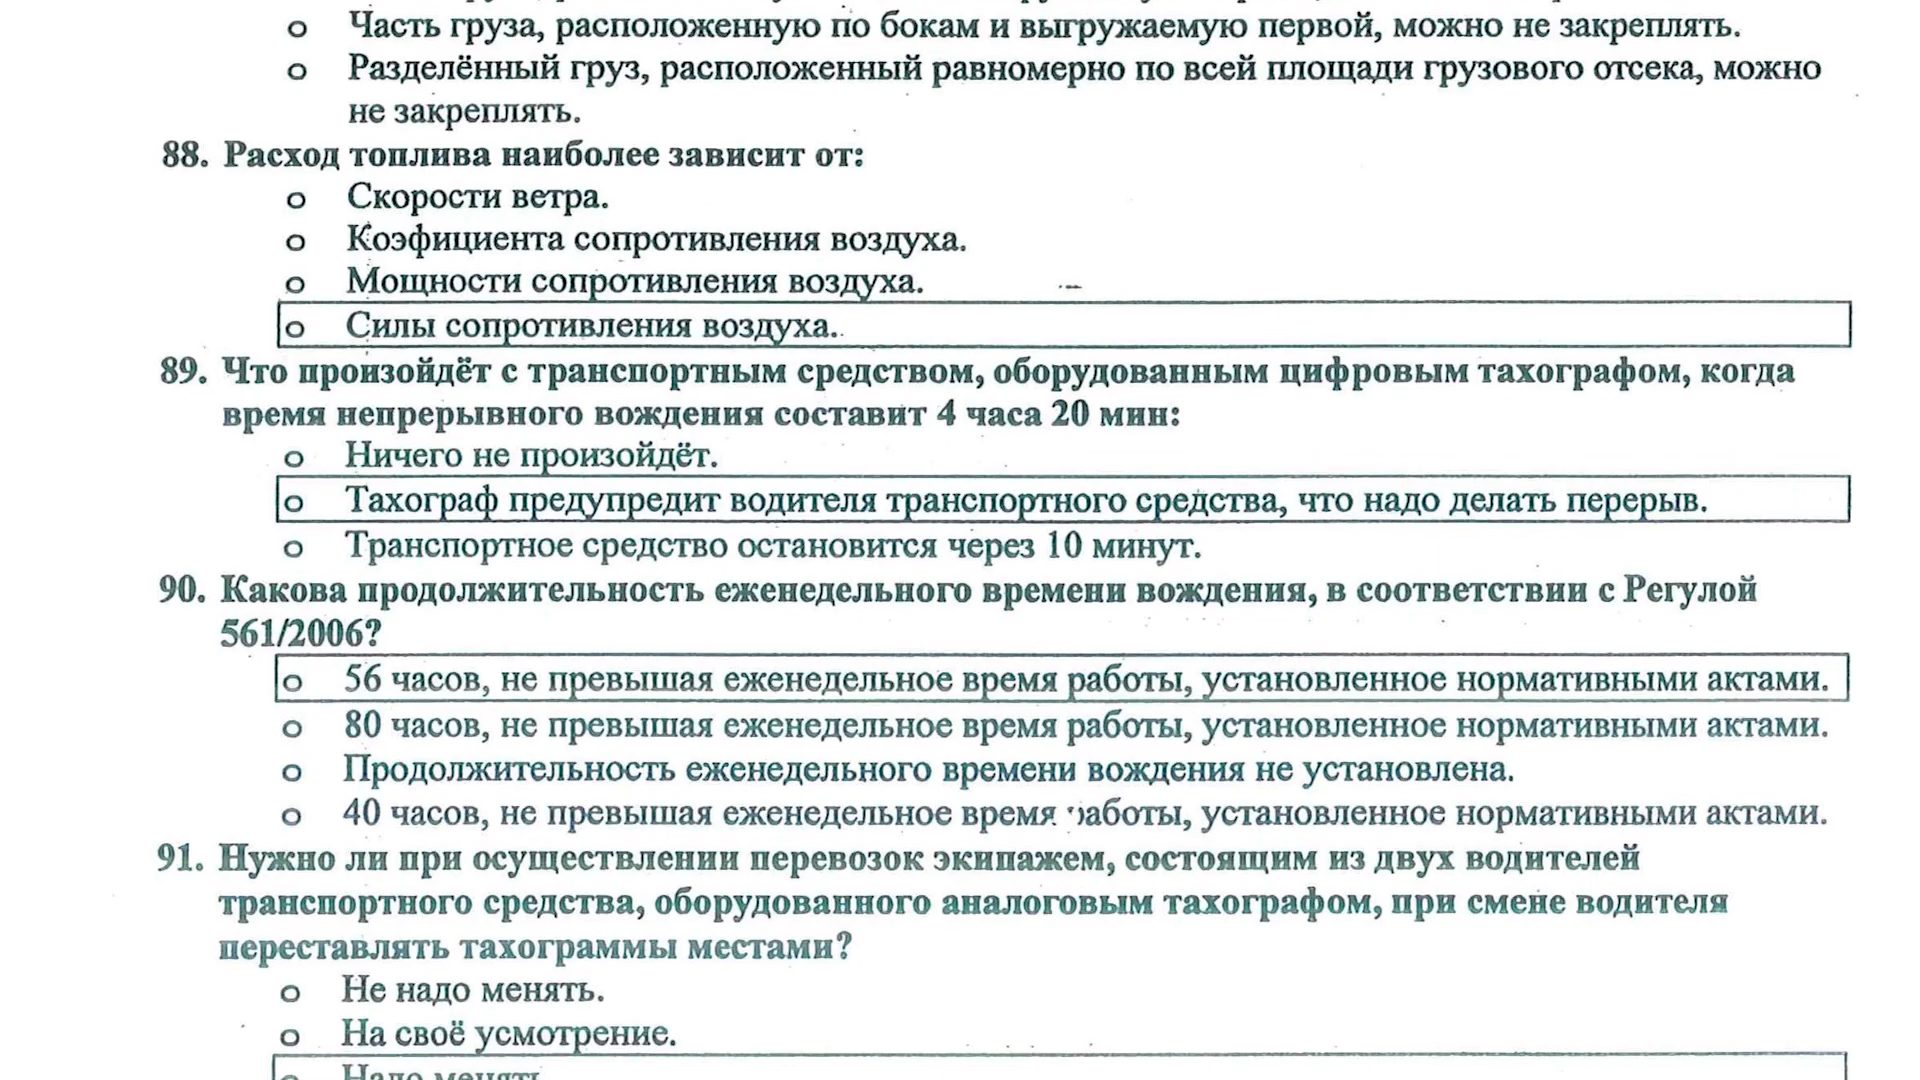 o Часть груза, расположенную по бокам и выгружаемую первой, можно не закреплять.
o Разделённый груз, расположенный равномерно по всей площади грузового отсека, можно
не закреплять.
88. Расход топлива наиболее зависит от:
o Скорости ветра.
o Коэфициента сопротивления воздуха.
o Мощности сопротивления воздуха.
o Силы сопротивления воздуха.
89. Что произойдёт с транспортным средством, оборудованным цифровым тахографом, когда
время непрерывного вождения составит 4 часа 20 мин:
o Ничего не произойдёт.
o Тахограф предупредит водителя транспортного средства, что надо делать перерыв.
o Транспортное средство остановится через 10 минут.
90. Какова продолжительность еженедельного времени вождения, в соответствии с Регулой
561/2006?
o 56 часов, не превышая еженедельное время работы, установленное нормативными актами.
o 80 часов, не превышая еженедельное время работы, установленное нормативными актами.
o Продолжительность еженедельного времени вождения не установлена.
o 40 часов, не превышая еженедельное время работы, установленное нормативными актами.
91. Нужно ли при осуществлении перевозок экипажем, состоящим из двух водителей
транспортного средства, оборудованного аналоговым тахографом, при смене водителя
переставлять тахограммы местами?
o Не надо менять.
o На своё усмотрение.
o Надо менять